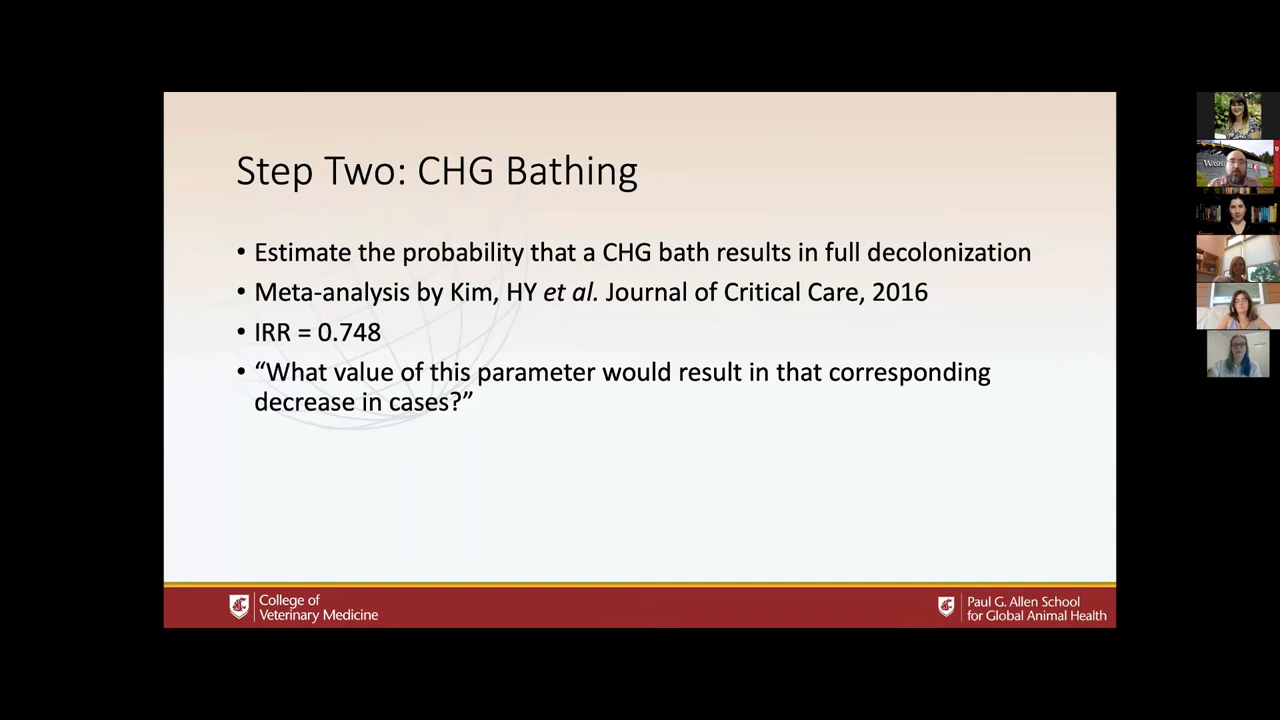 Step Two: CHG Bathing
• Estimate the probability that a CHG bath results in full decolonization
• Meta-analysis by Kim, HY et al. Journal of Critical Care, 2016
• IRR = 0.748
• “What value of this parameter would result in that corresponding
decrease in cases?”
College of
Veterinary Medicine
Paul G. Allen School
for Global Animal Health